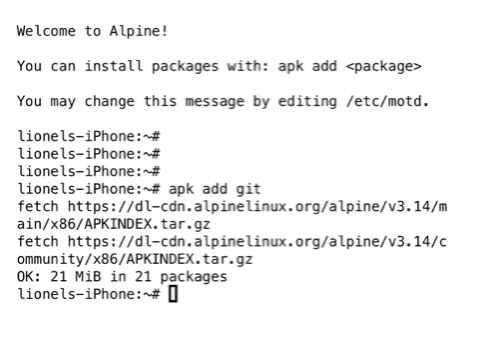 Welcome to Alpine!
You can install packages with: apk add <package>
You may change this message by editing /etc/motd.
lionels-iPhone:~#
lionels-iPhone:~#
lionels-iPhone:~#
lionels-iPhone:~# apk add git
fetch https://dl-cdn.alpinelinux.org/alpine/v3.14/m
ain/x86/APKINDEX.tar.gz
fetch https://dl-cdn.alpinelinux.org/alpine/v3.14/c
ommunity/x86/APKINDEX.tar.gz
OK: 21 MiB in 21 packages
lionels-iPhone:~#